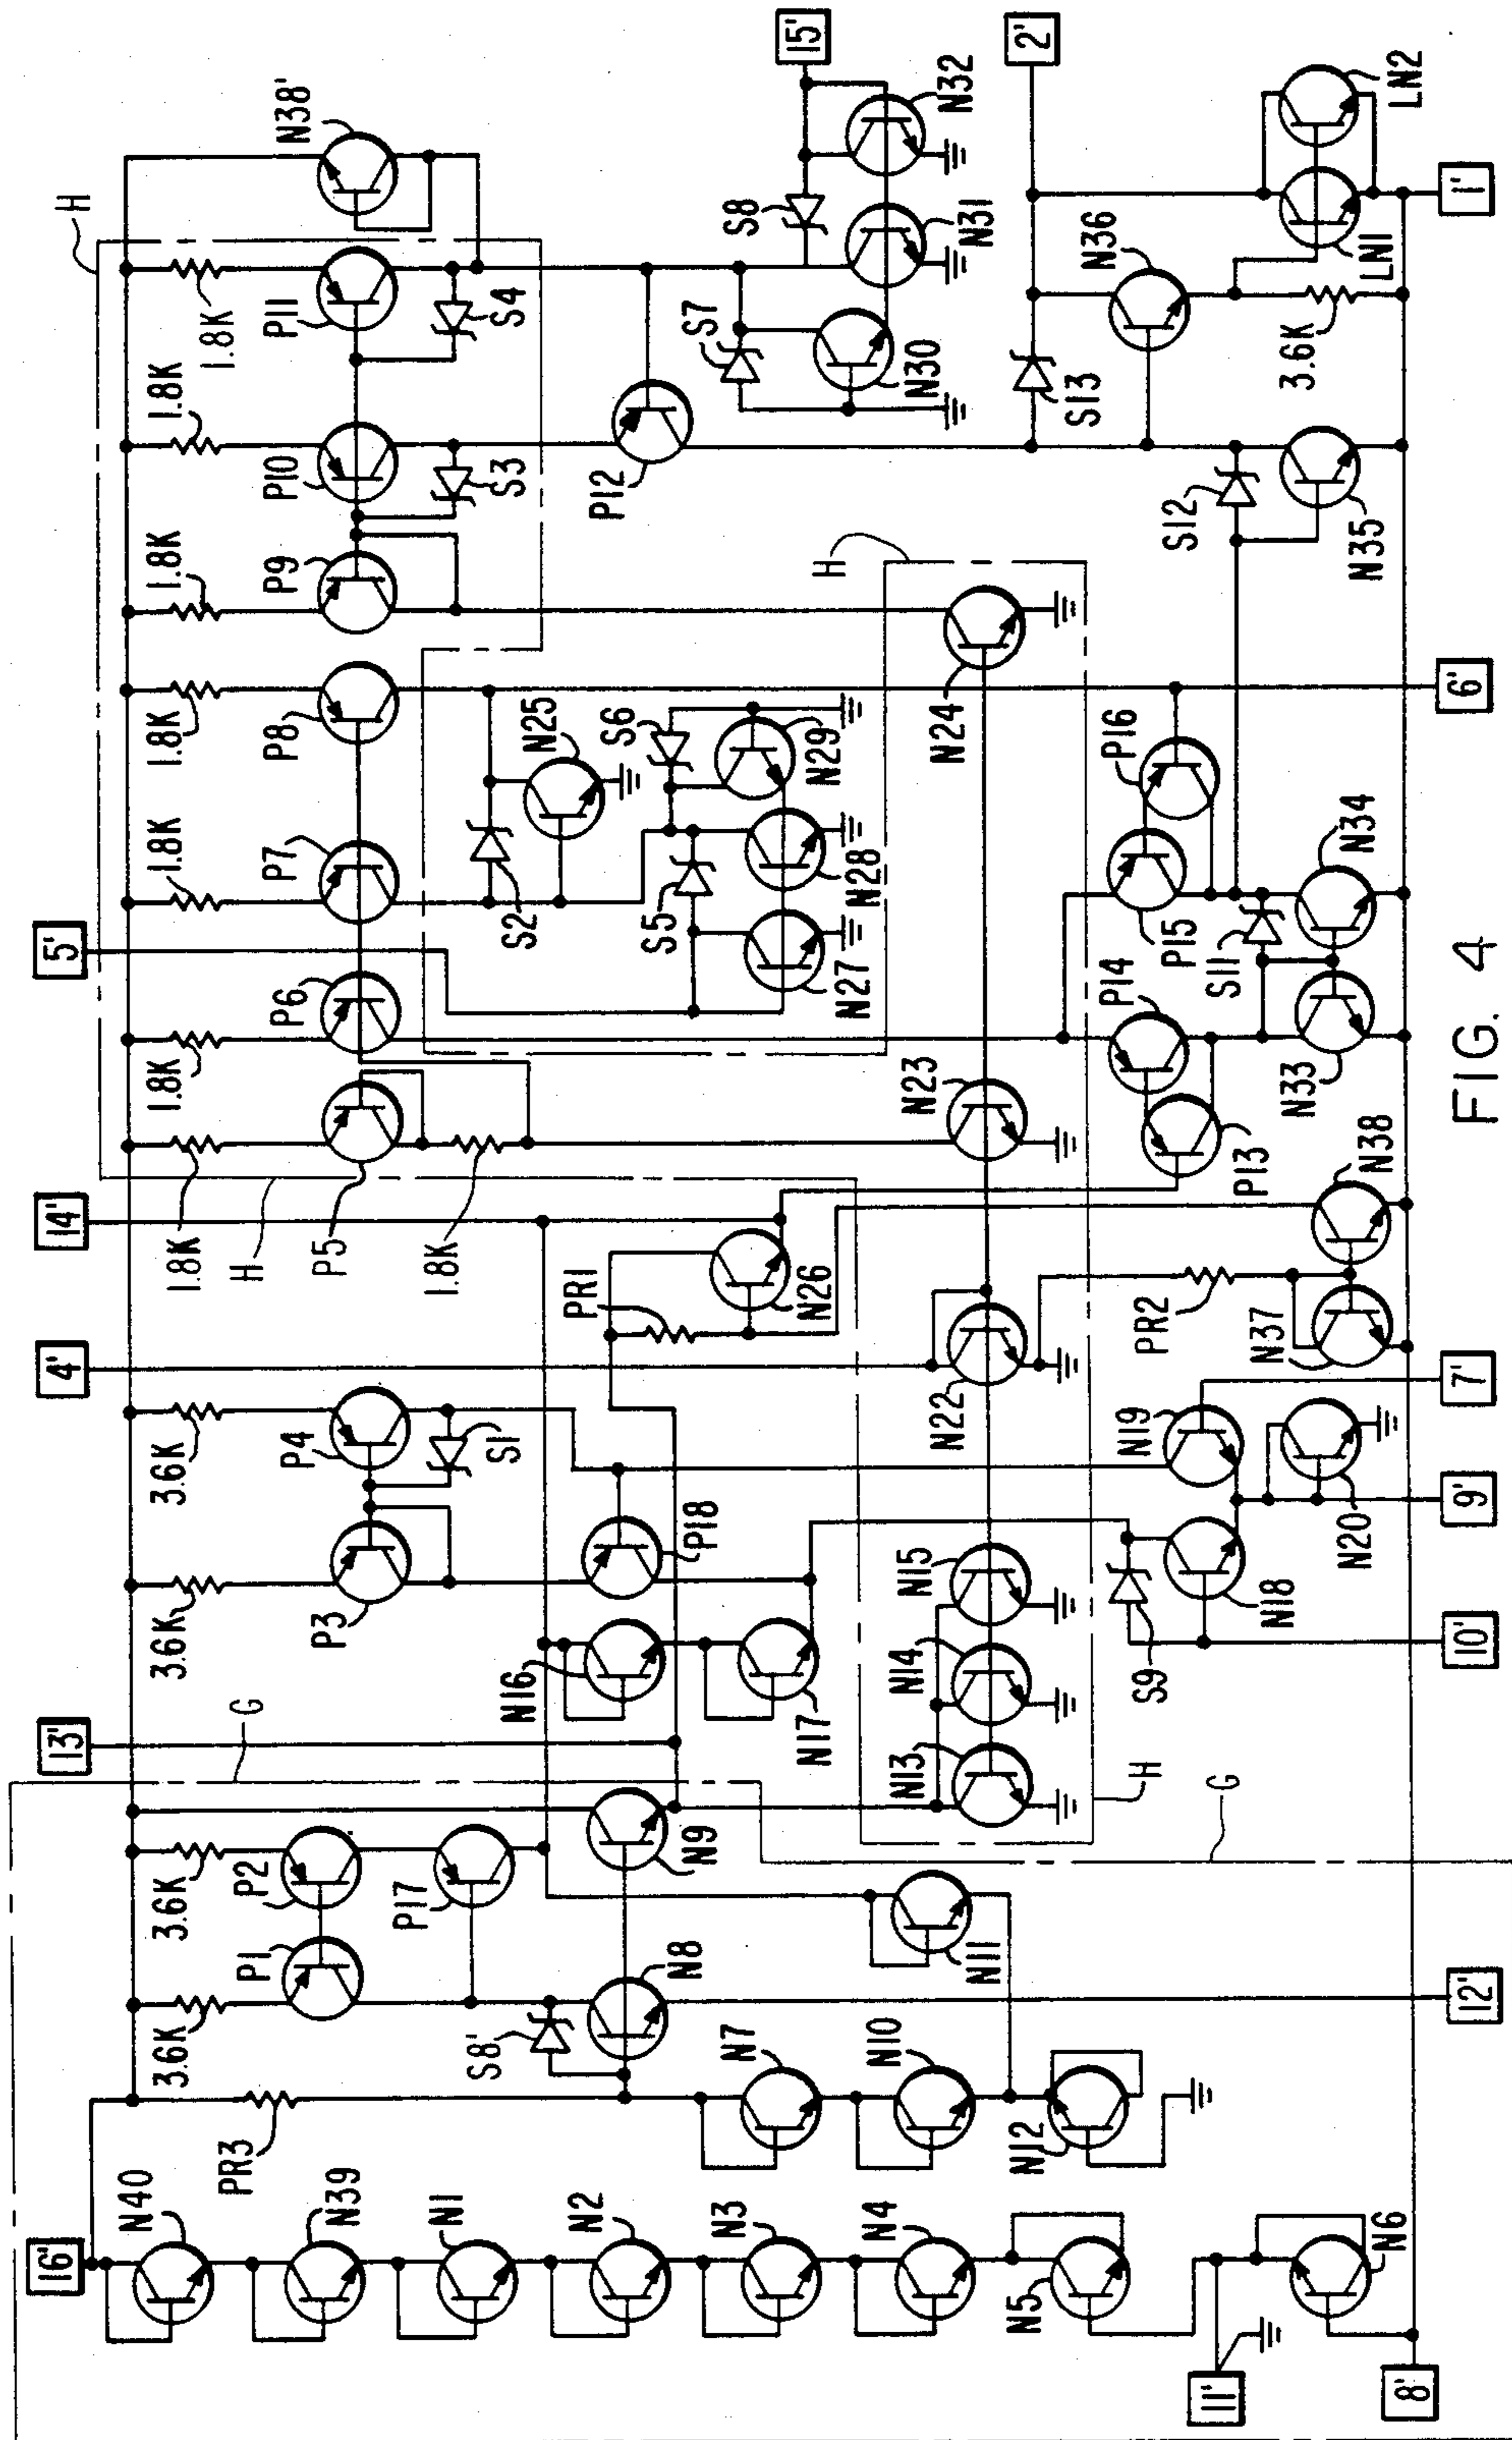 16'
13'
4'
14'
5'
G
H
N40
3.6K
3.6K
3.6K
3.6K
1.8K
1.8K
1.8K
1.8K
1.8K
1.8K
1.8K
H
PR3
N39
P1
P2
P3
P4
P5
P6
P7
P8
P9
P10
P11
N38'
N1
P17
S1
1.8K
S3
S4
S8'
N2
N8
N9
N16
P18
PR1
S2
N25
P12
15'
N3
N7
N17
N26
S5
S6
N27
N28
N29
S7
S8
N30
N31
N32
H
N4
N10
N11
N13
N14
N15
N22
N23
N24
2'
N5
N12
H
S9
N18
N19
PR2
P13
P14
P15
P16
S13
N36
G
11'
N6
N20
N37
N38
S11
N33
N34
S12
N35
3.6K
LN1
LN2
8'
12'
10'
9'
7'
6'
1'
FIG. 4